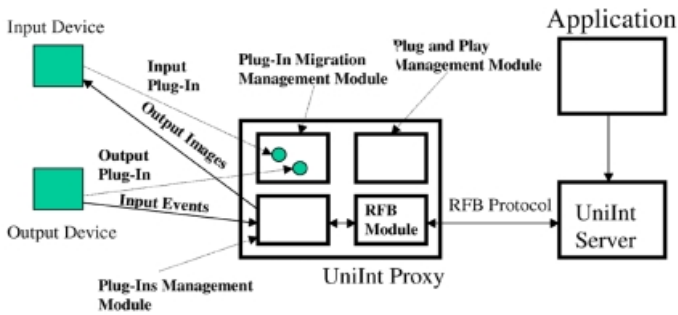 Input Device
Application
Input
Plug-In
Plug-In Migration
Management Module
Plug and Play
Management Module
Output Images
Output
Plug-In
Input Events
Output Device
RFB
Module
RFB Protocol
UniInt
Server
UniInt Proxy
Plug-Ins Management
Module